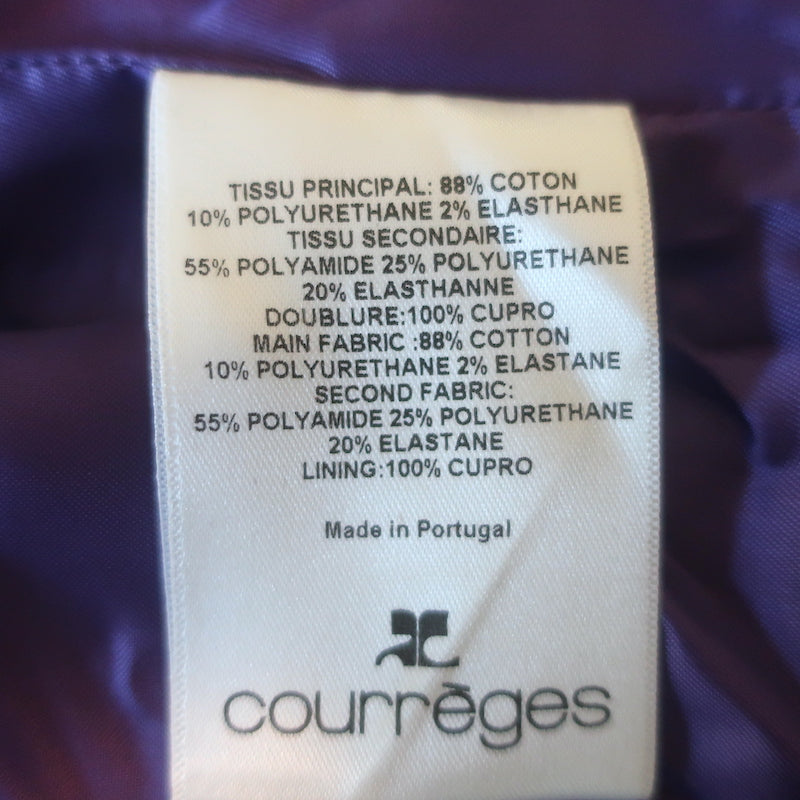 TISSU PRINCIPAL: 88% COTON
10% POLYURETHANE 2% ELASTHANE
TISSU SECONDAIRE:
55% POLYAMIDE 25% POLYURETHANE
20% ELASTHANNE
DOUBLURE:100% CUPRO
MAIN FABRIC :88% COTTON
10% POLYURETHANE 2% ELASTANE
SECOND FABRIC:
55% POLYAMIDE 25% POLYURETHANE
20% ELASTANE
LINING:100% CUPRO
Made in Portugal
courrèges